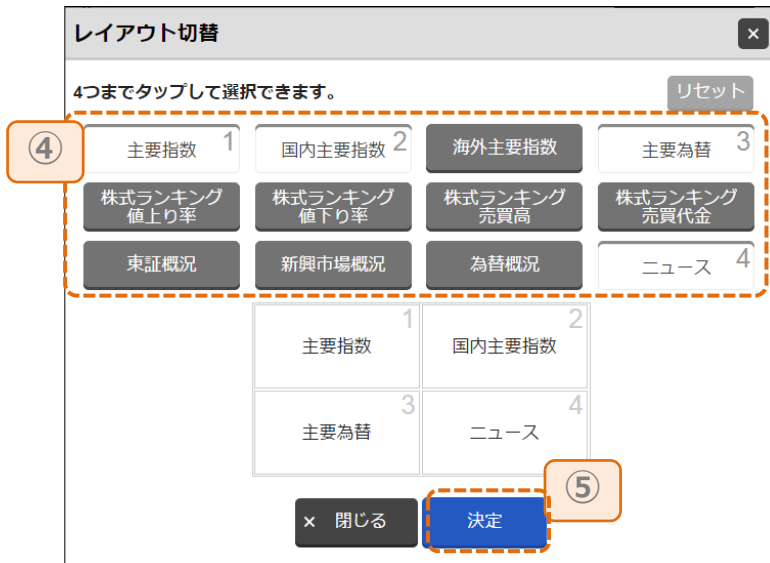 レイアウト切替
×
4つまでタップして選択できます。
リセット
④
主要指数 1
国内主要指数 2
海外主要指数
主要為替 3
株式ランキング
値上り率
株式ランキング
値下り率
株式ランキング
売買高
株式ランキング
売買代金
東証概況
新興市場概況
為替概況
ニュース 4
主要指数 1
国内主要指数 2
主要為替 3
ニュース 4
⑤
× 閉じる
決定